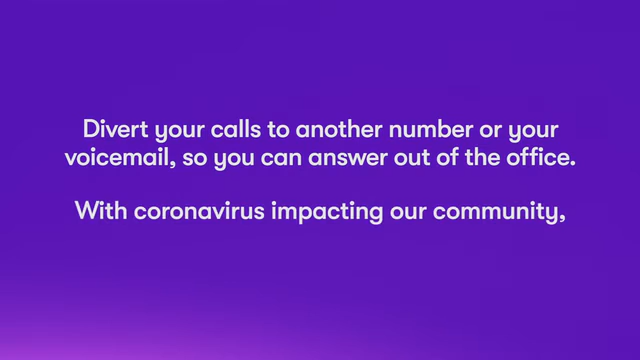 Divert your calls to another number or your
voicemail, so you can answer out of the office.
With coronavirus impacting our community,